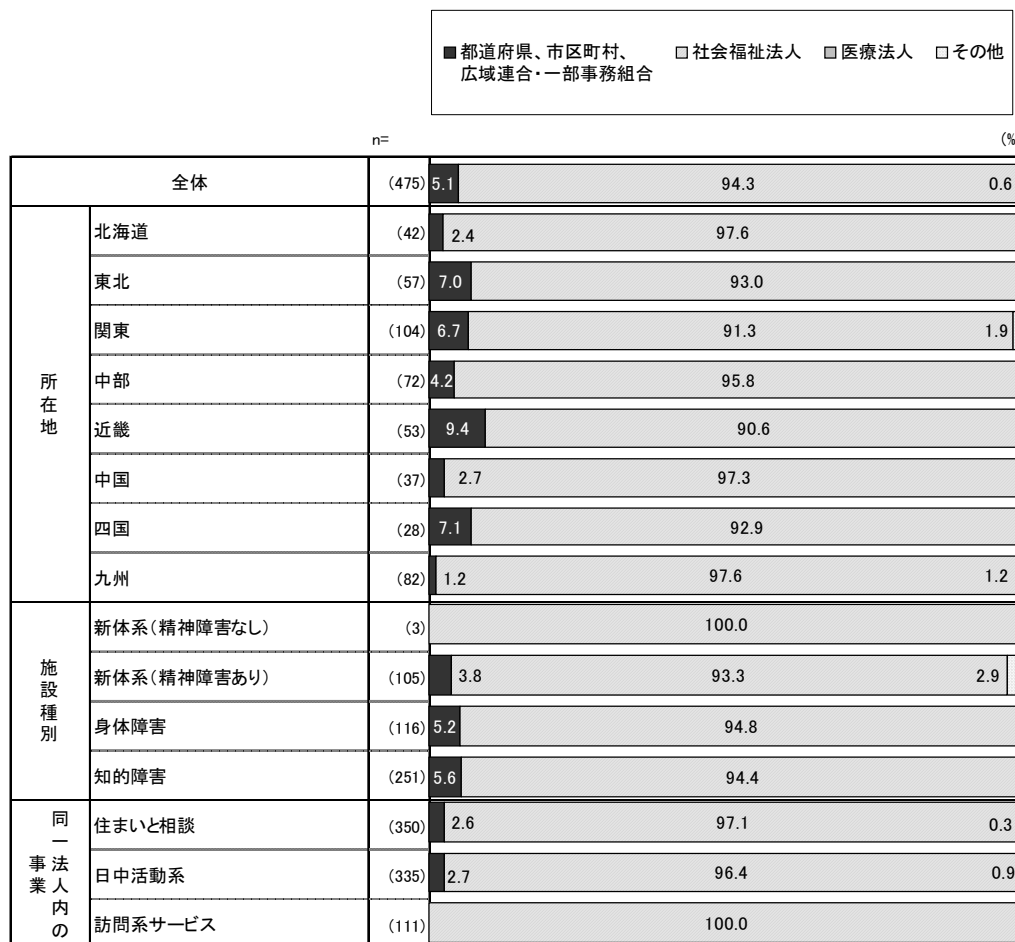 ■都道府県、市区町村、 □社会福祉法人 ■医療法人 □その他
広域連合・一部事務組合
n= (%
全体 (475) 5.1 94.3 0.6
所在地
北海道 (42) 2.4 97.6
東北 (57) 7.0 93.0
関東 (104) 6.7 91.3 1.9
中部 (72) 4.2 95.8
近畿 (53) 9.4 90.6
中国 (37) 2.7 97.3
四国 (28) 7.1 92.9
九州 (82) 1.2 97.6 1.2
施設種別
新体系(精神障害なし) (3) 100.0
新体系(精神障害あり) (105) 3.8 93.3 2.9
身体障害 (116) 5.2 94.8
知的障害 (251) 5.6 94.4
同一法人内の
事業
住まいと相談 (350) 2.6 97.1 0.3
日中活動系 (335) 2.7 96.4 0.9
訪問系サービス (111) 100.0